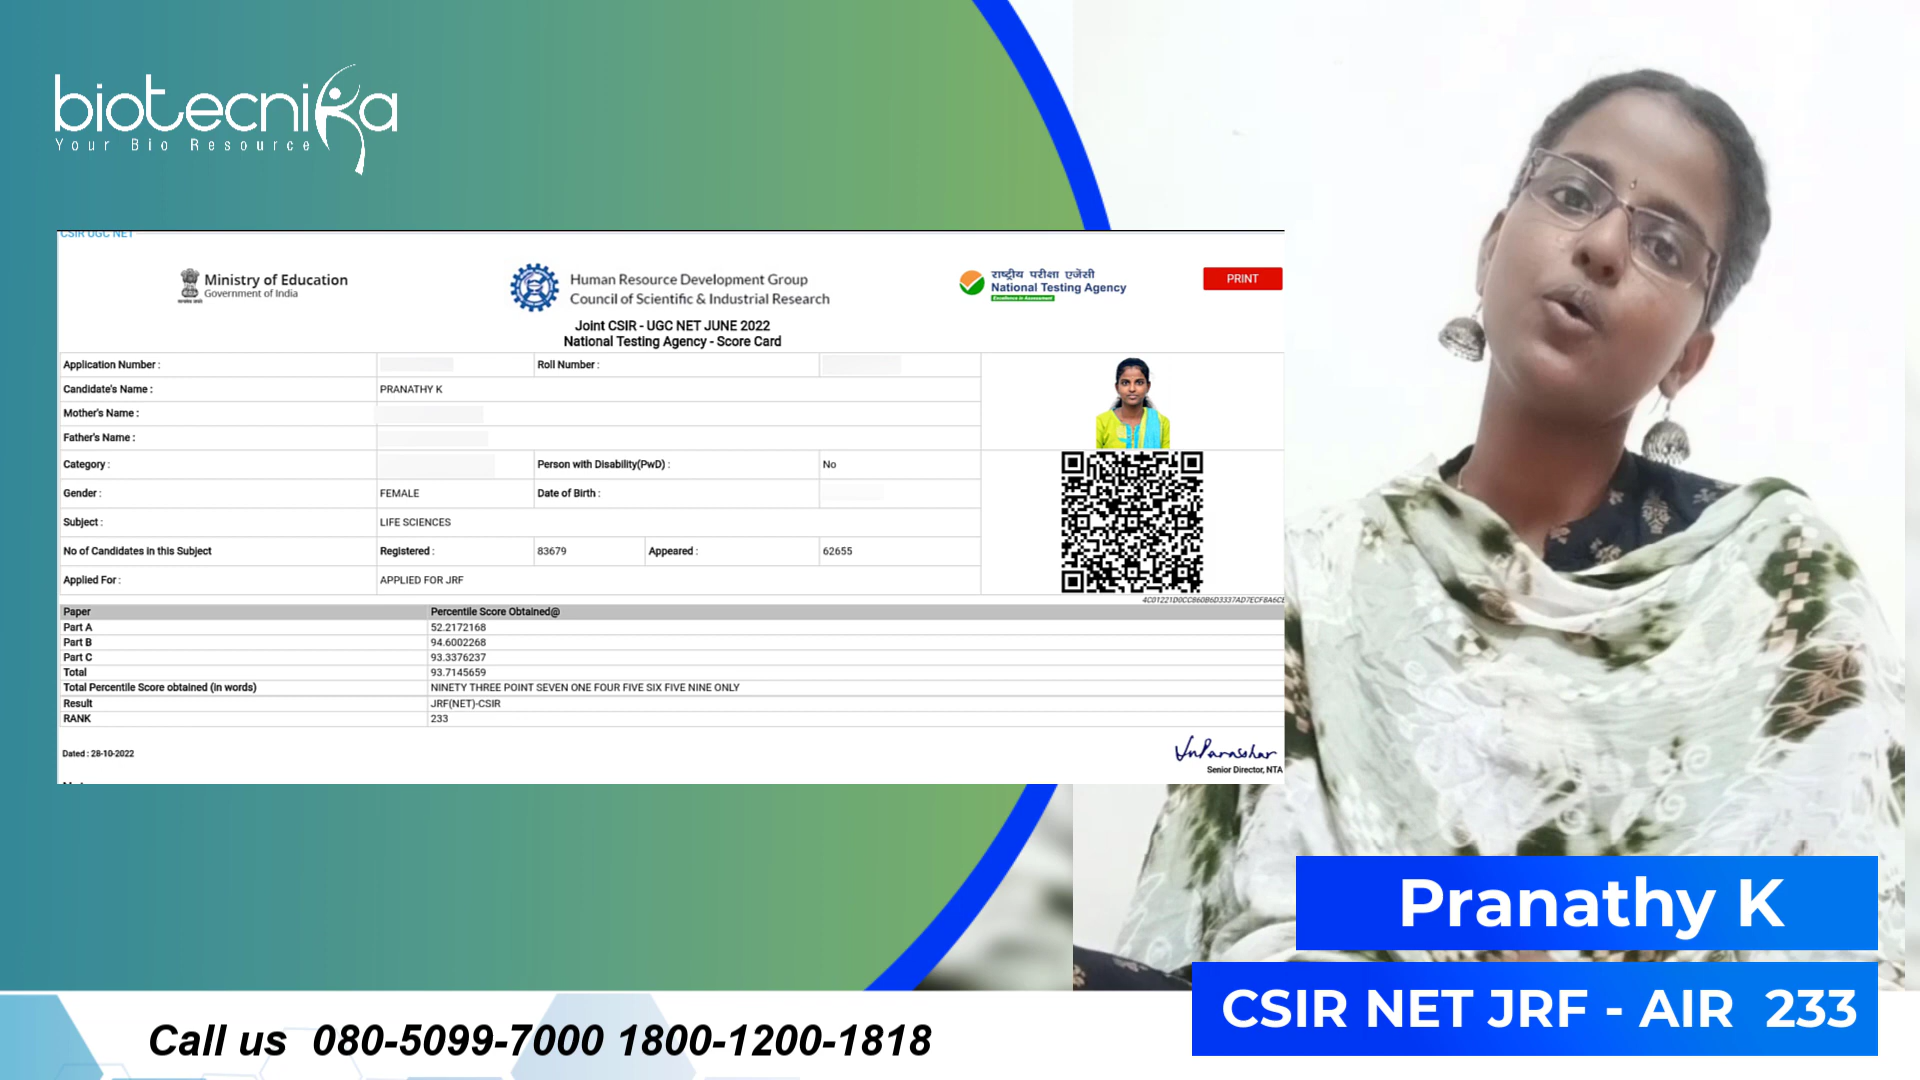 biotecnika
Your Bio Resource
CSIR UGC NET
Ministry of Education
Government of India
Human Resource Development Group
Council of Scientific & Industrial Research
राष्ट्रीय परीक्षा एजेंसी
National Testing Agency
Excellence in Assessment
PRINT
Joint CSIR - UGC NET JUNE 2022
National Testing Agency - Score Card
Application Number :
Roll Number :
Candidate's Name : PRANATHY K
Mother's Name :
Father's Name :
Category : Person with Disability(PwD) : No
Gender : FEMALE Date of Birth :
Subject : LIFE SCIENCES
No of Candidates in this Subject Registered : 83679 Appeared : 62655
Applied For : APPLIED FOR JRF
Paper Percentile Score Obtained@
Part A 52.2172168
Part B 94.6002268
Part C 93.3376237
Total 93.7145659
Total Percentile Score obtained (in words) NINETY THREE POINT SEVEN ONE FOUR FIVE SIX FIVE NINE ONLY
Result JRF(NET)-CSIR
RANK 233
Dated : 28-10-2022
Senior Director, NTA
Pranathy K
CSIR NET JRF - AIR 233
Call us 080-5099-7000 1800-1200-1818